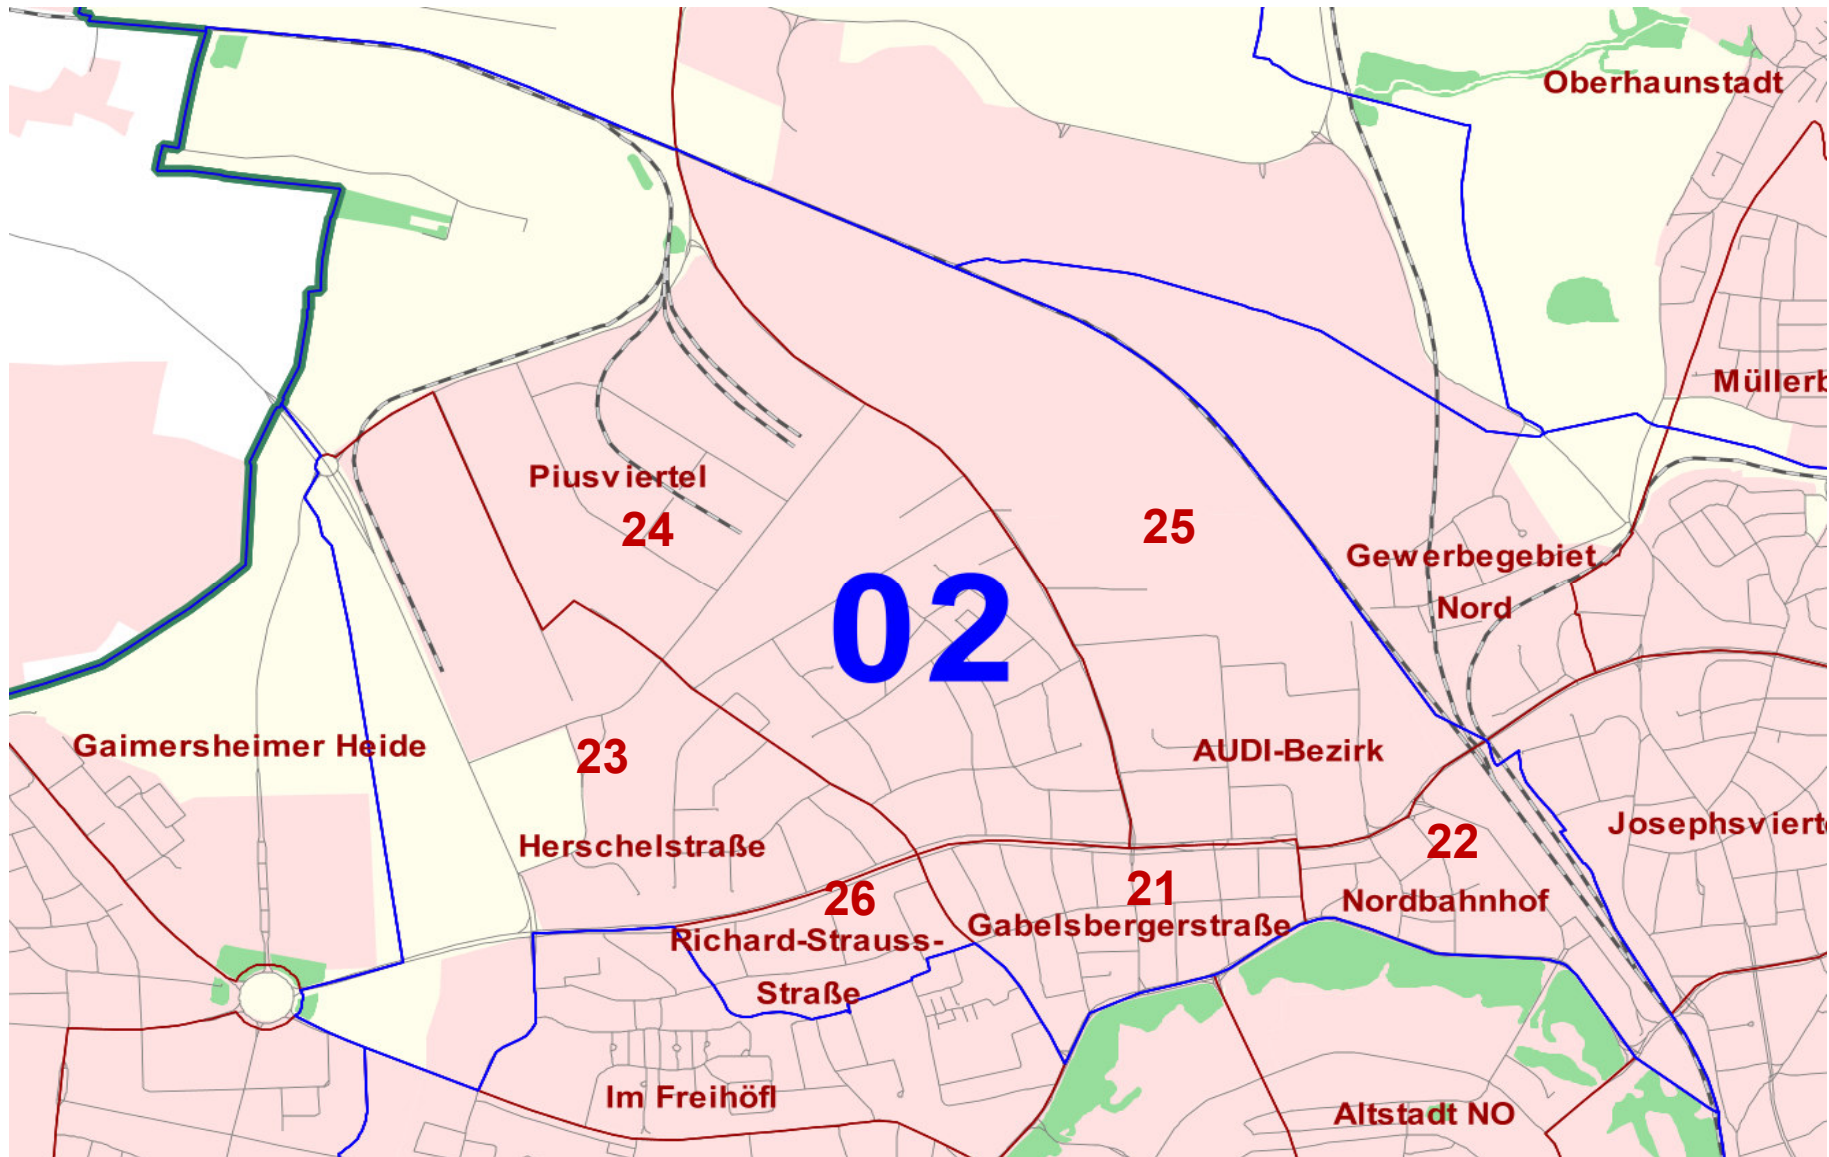 Oberhaunstadt
Müllerb
Piusviertel
24
25
Gewerbegebiet
Nord
02
Gaimersheimer Heide
23
AUDI-Bezirk
Herschelstraße
22
Josephsvierte
26
21
Nordbahnhof
Gabelsbergerstraße
Richard-Strauss-
Straße
Im Freihöfl
Altstadt NO